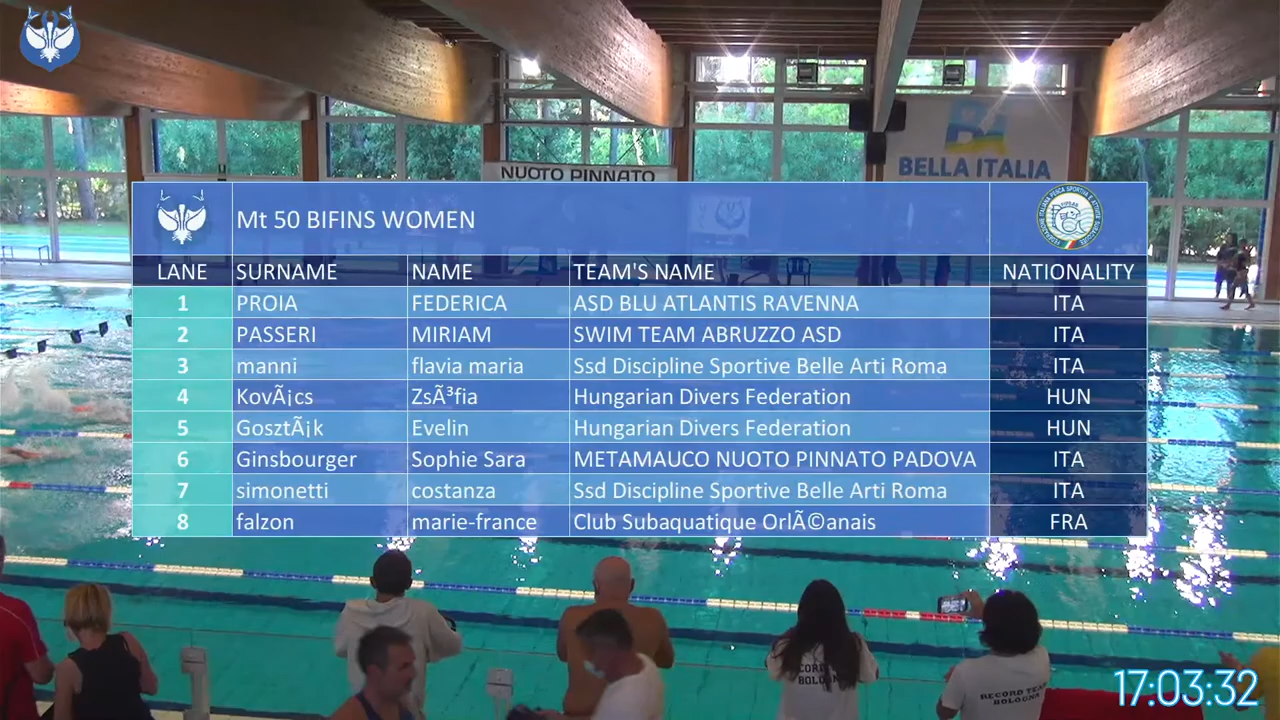 NUOTO PINNATO
Bi
BELLA ITALIA
Mt 50 BIFINS WOMEN
LANE SURNAME NAME TEAM'S NAME NATIONALITY
1 PROIA FEDERICA ASD BLU ATLANTIS RAVENNA ITA
2 PASSERI MIRIAM SWIM TEAM ABRUZZO ASD ITA
3 manni flavia maria Ssd Discipline Sportive Belle Arti Roma ITA
4 KovÃ¡cs ZsÃ³fia Hungarian Divers Federation HUN
5 GosztÃ¡k Evelin Hungarian Divers Federation HUN
6 Ginsbourger Sophie Sara METAMAUCO NUOTO PINNATO PADOVA ITA
7 simonetti costanza Ssd Discipline Sportive Belle Arti Roma ITA
8 falzon marie-france Club Subaquatique OrlÃ©anais FRA
RECORD TEAM
BOLOGNA
17:03:32